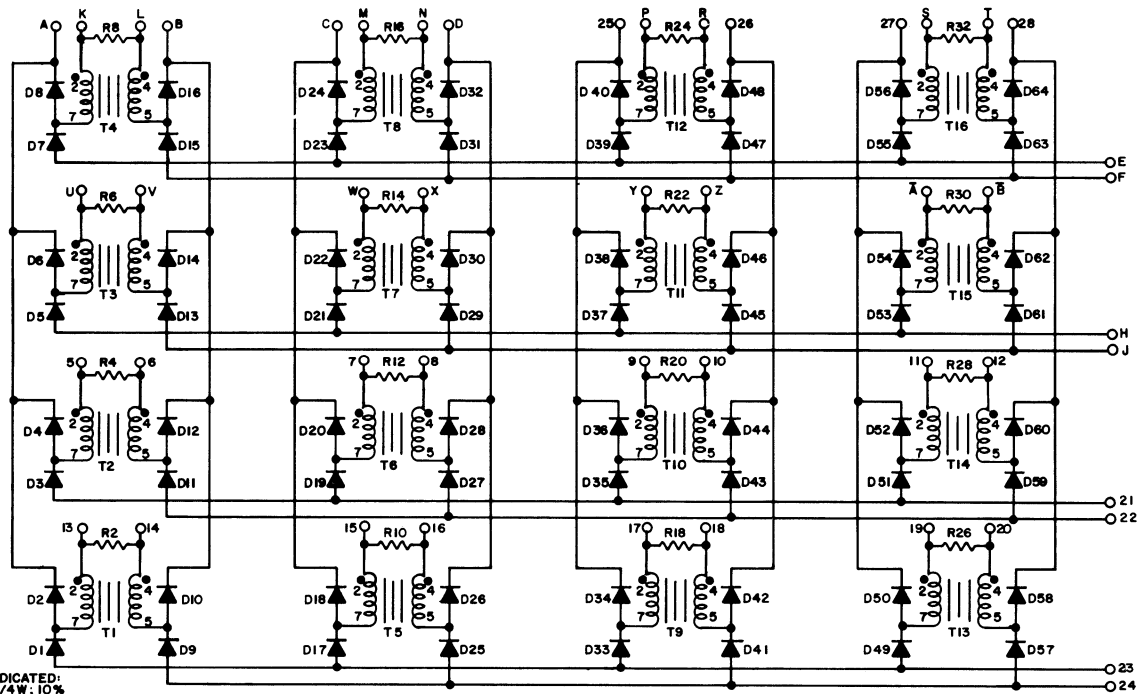 A K L B C M N D 25 P R 26 27 S T 28
R8 R16 R24 R32
D8 2 4 D16 D24 2 4 D32 D40 2 4 D48 D56 2 4 D64
7 5 7 5 7 5 7 5
T4 T8 T12 T16
D7 D15 D23 D31 D39 D47 D55 D63
E
F
U V W X Y Z A̅ B̅
R6 R14 R22 R30
D6 2 4 D14 D22 2 4 D30 D38 2 4 D46 D54 2 4 D62
7 5 7 5 7 5 7 5
T3 T7 T11 T15
D5 D13 D21 D29 D37 D45 D53 D61
H
J
5 6 7 8 9 10 11 12
R4 R12 R20 R28
D4 2 4 D12 D20 2 4 D28 D36 2 4 D44 D52 2 4 D60
7 5 7 5 7 5 7 5
T2 T6 T10 T14
D3 D11 D19 D27 D35 D43 D51 D59
21
22
13 14 15 16 17 18 19 20
R2 R10 R18 R26
D2 2 4 D10 D18 2 4 D26 D34 2 4 D42 D50 2 4 D58
7 5 7 5 7 5 7 5
T1 T5 T9 T13
D1 D9 D17 D25 D33 D41 D49 D57
23
24
DICATED:
/4W; 10%